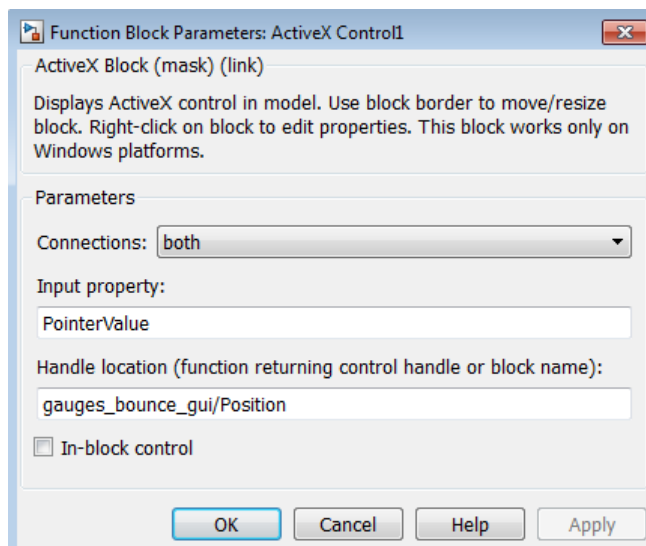 Function Block Parameters: ActiveX Control1
ActiveX Block (mask) (link)
Displays ActiveX control in model. Use block border to move/resize
block. Right-click on block to edit properties. This block works only on
Windows platforms.
Parameters
Connections: both
Input property:
PointerValue
Handle location (function returning control handle or block name):
gauges_bounce_gui/Position
In-block control
OK Cancel Help Apply